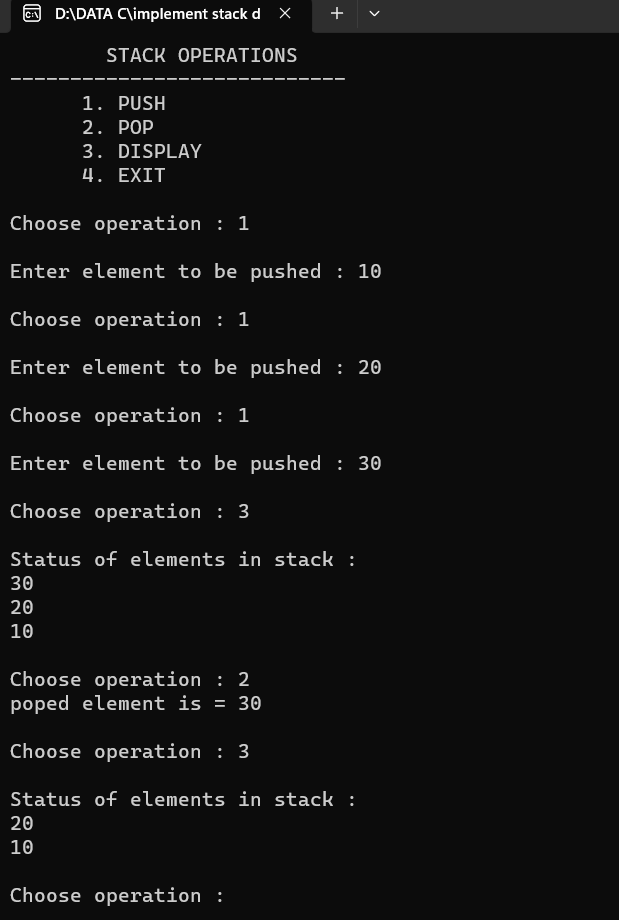 D:\DATA C\implement stack d
STACK OPERATIONS
----------------------------
1. PUSH
2. POP
3. DISPLAY
4. EXIT
Choose operation : 1
Enter element to be pushed : 10
Choose operation : 1
Enter element to be pushed : 20
Choose operation : 1
Enter element to be pushed : 30
Choose operation : 3
Status of elements in stack :
30
20
10
Choose operation : 2
poped element is = 30
Choose operation : 3
Status of elements in stack :
20
10
Choose operation :